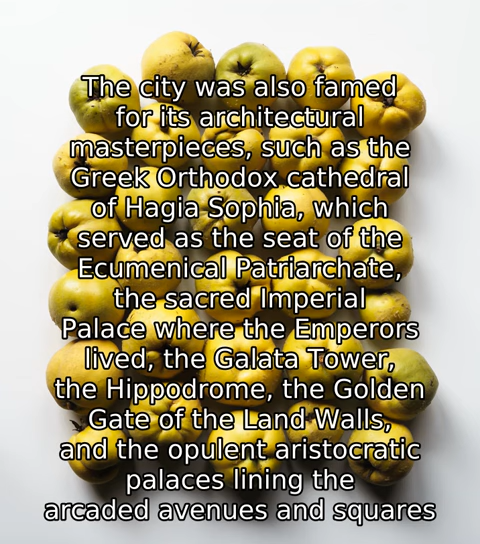 The city was also famed
for its architectural
masterpieces, such as the
Greek Orthodox cathedral
of Hagia Sophia, which
served as the seat of the
Ecumenical Patriarchate,
the sacred Imperial
Palace where the Emperors
lived, the Galata Tower,
the Hippodrome, the Golden
Gate of the Land Walls,
and the opulent aristocratic
palaces lining the
arcaded avenues and squares